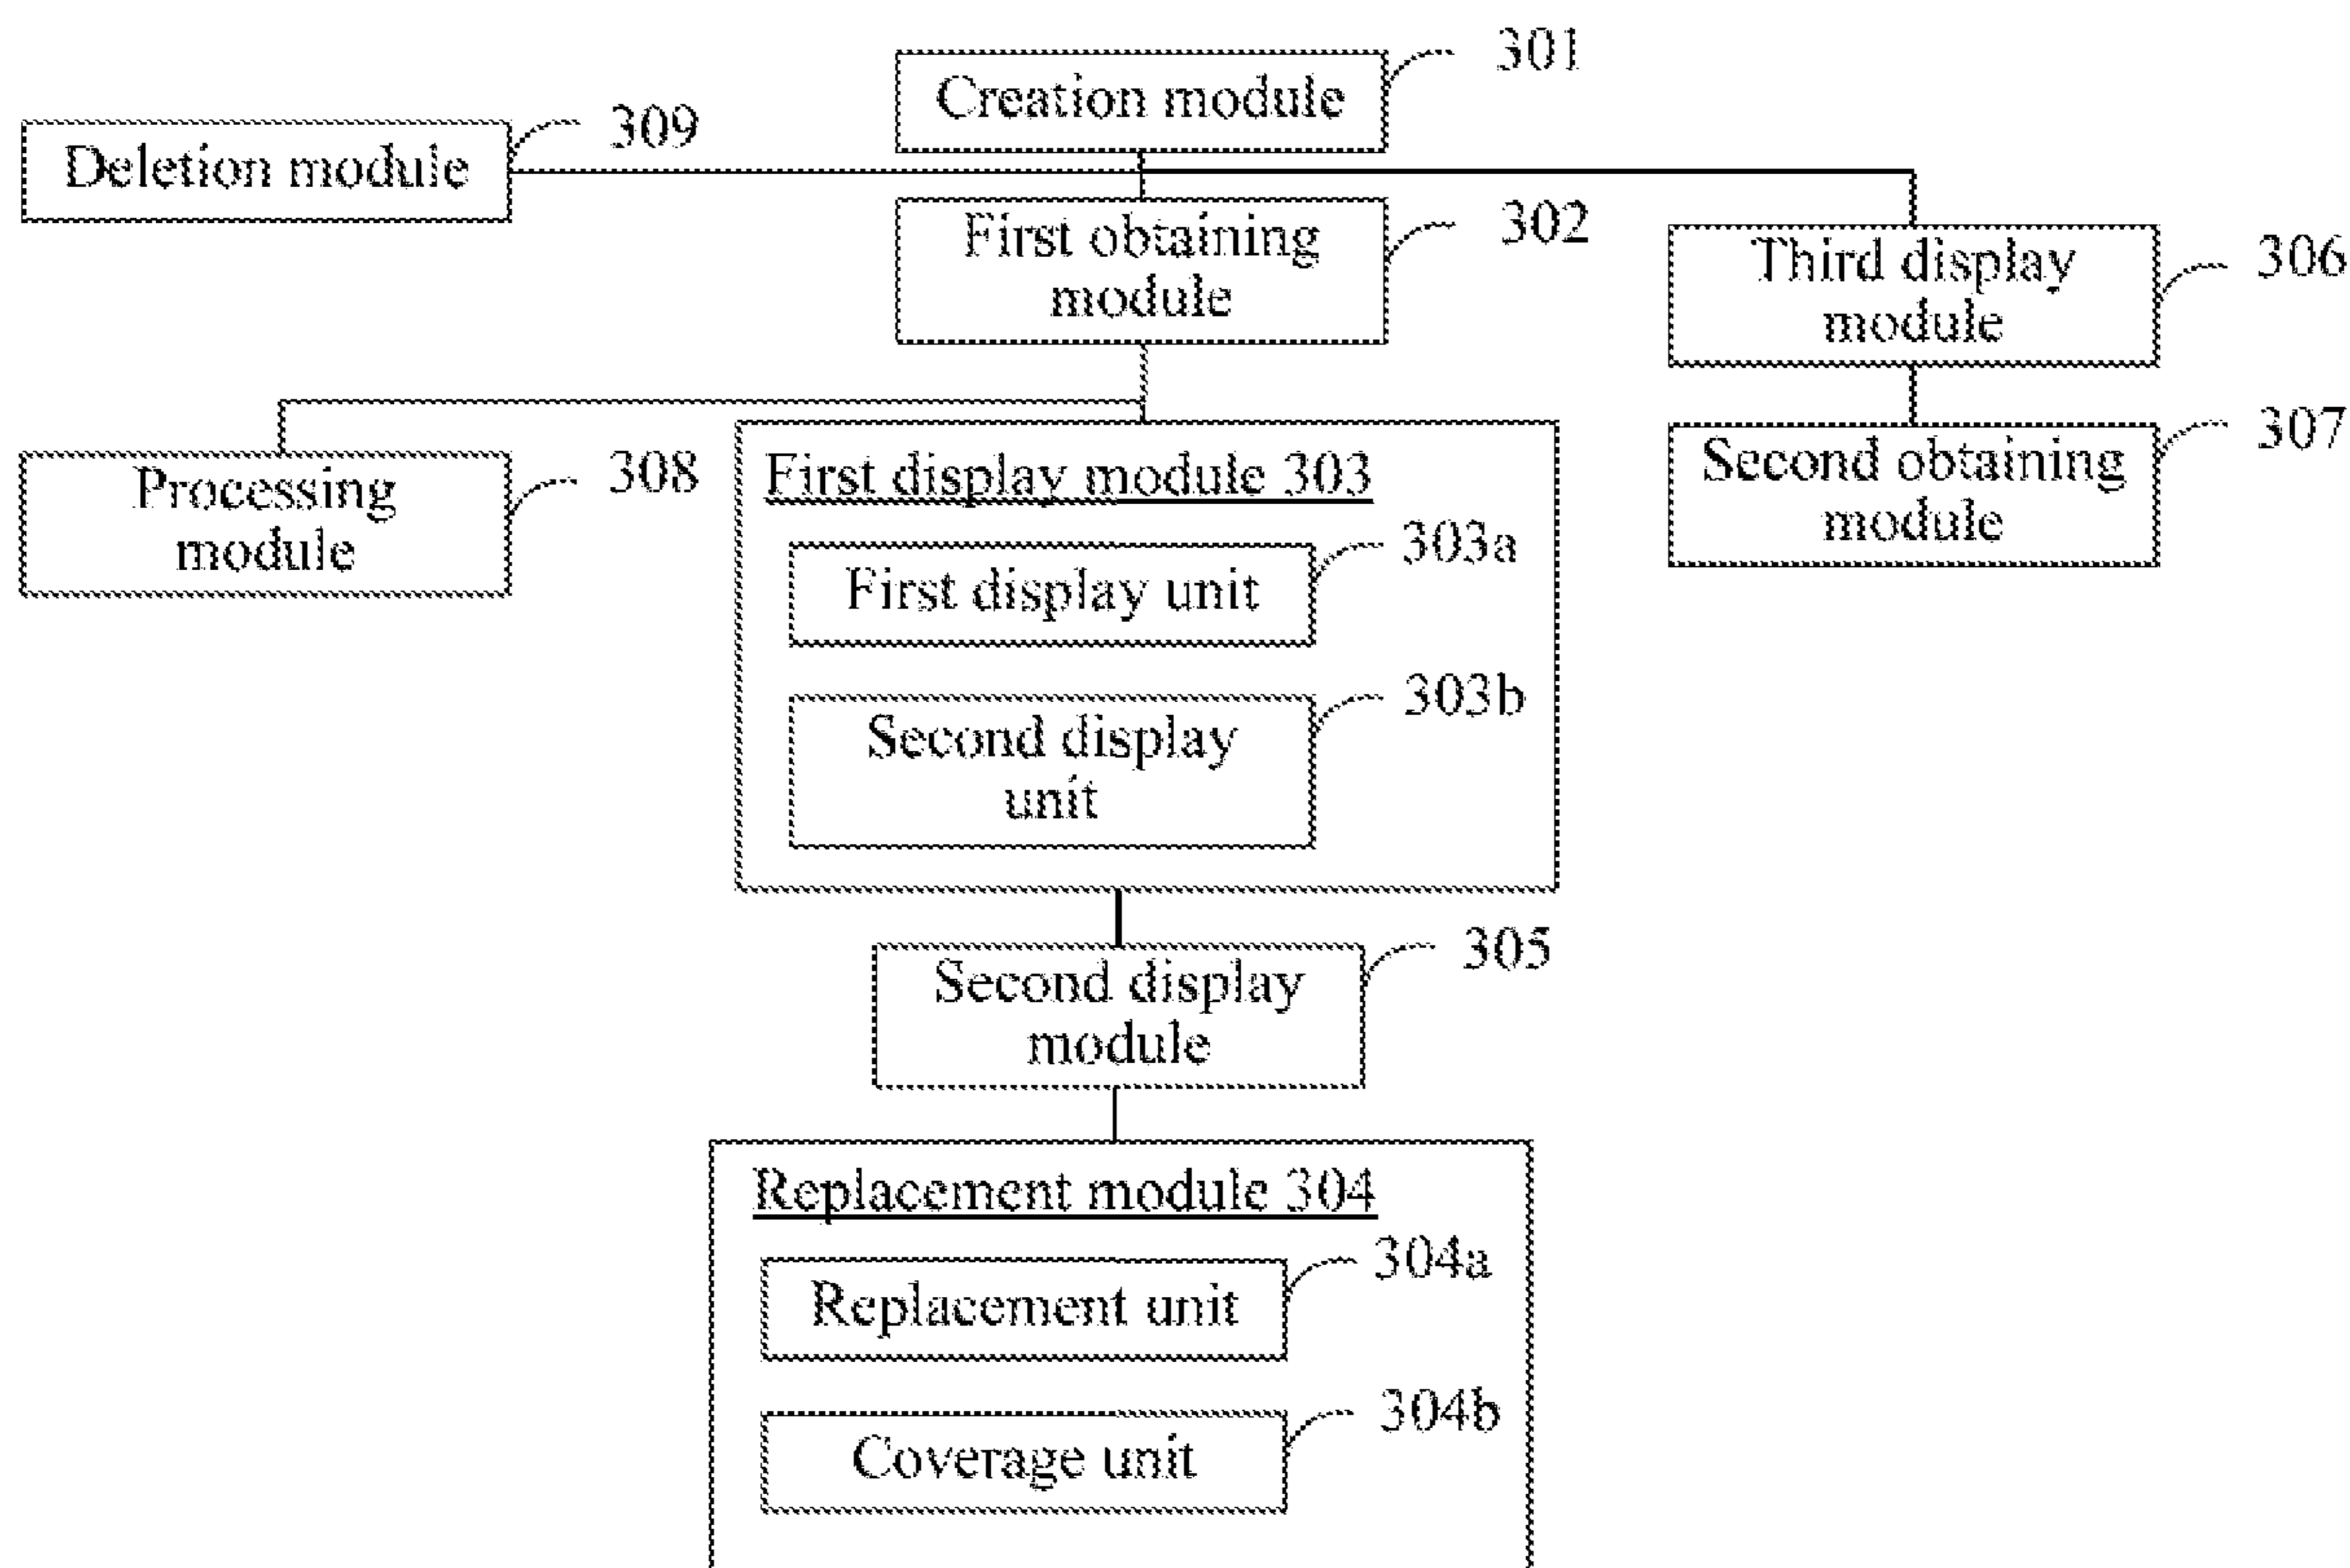 301
Creation module
309
Deletion module
302
First obtaining
module
306
Third display
module
307
Second obtaining
module
308
Processing
module
First display module 303
303a
First display unit
303b
Second display
unit
305
Second display
module
Replacement module 304
304a
Replacement unit
304b
Coverage unit